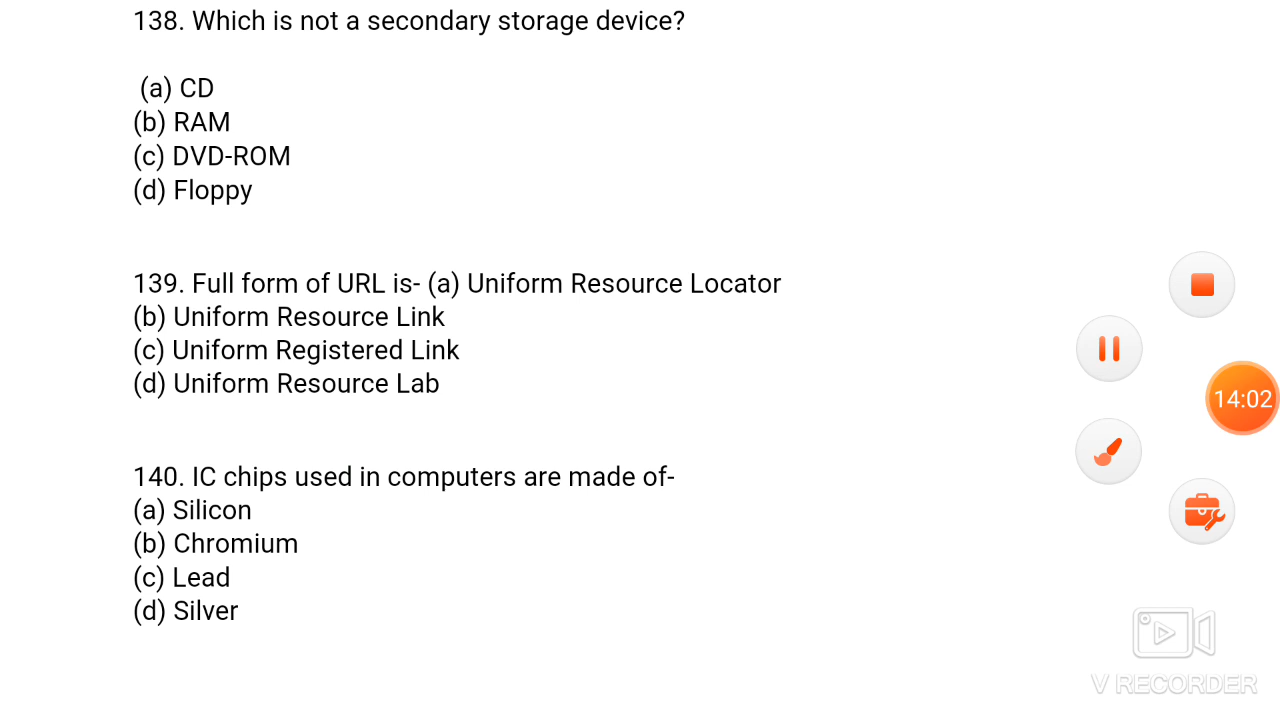 138. Which is not a secondary storage device?
(a) CD
(b) RAM
(c) DVD-ROM
(d) Floppy
139. Full form of URL is- (a) Uniform Resource Locator
(b) Uniform Resource Link
(c) Uniform Registered Link
(d) Uniform Resource Lab
140. IC chips used in computers are made of-
(a) Silicon
(b) Chromium
(c) Lead
(d) Silver
14:02
V RECORDER